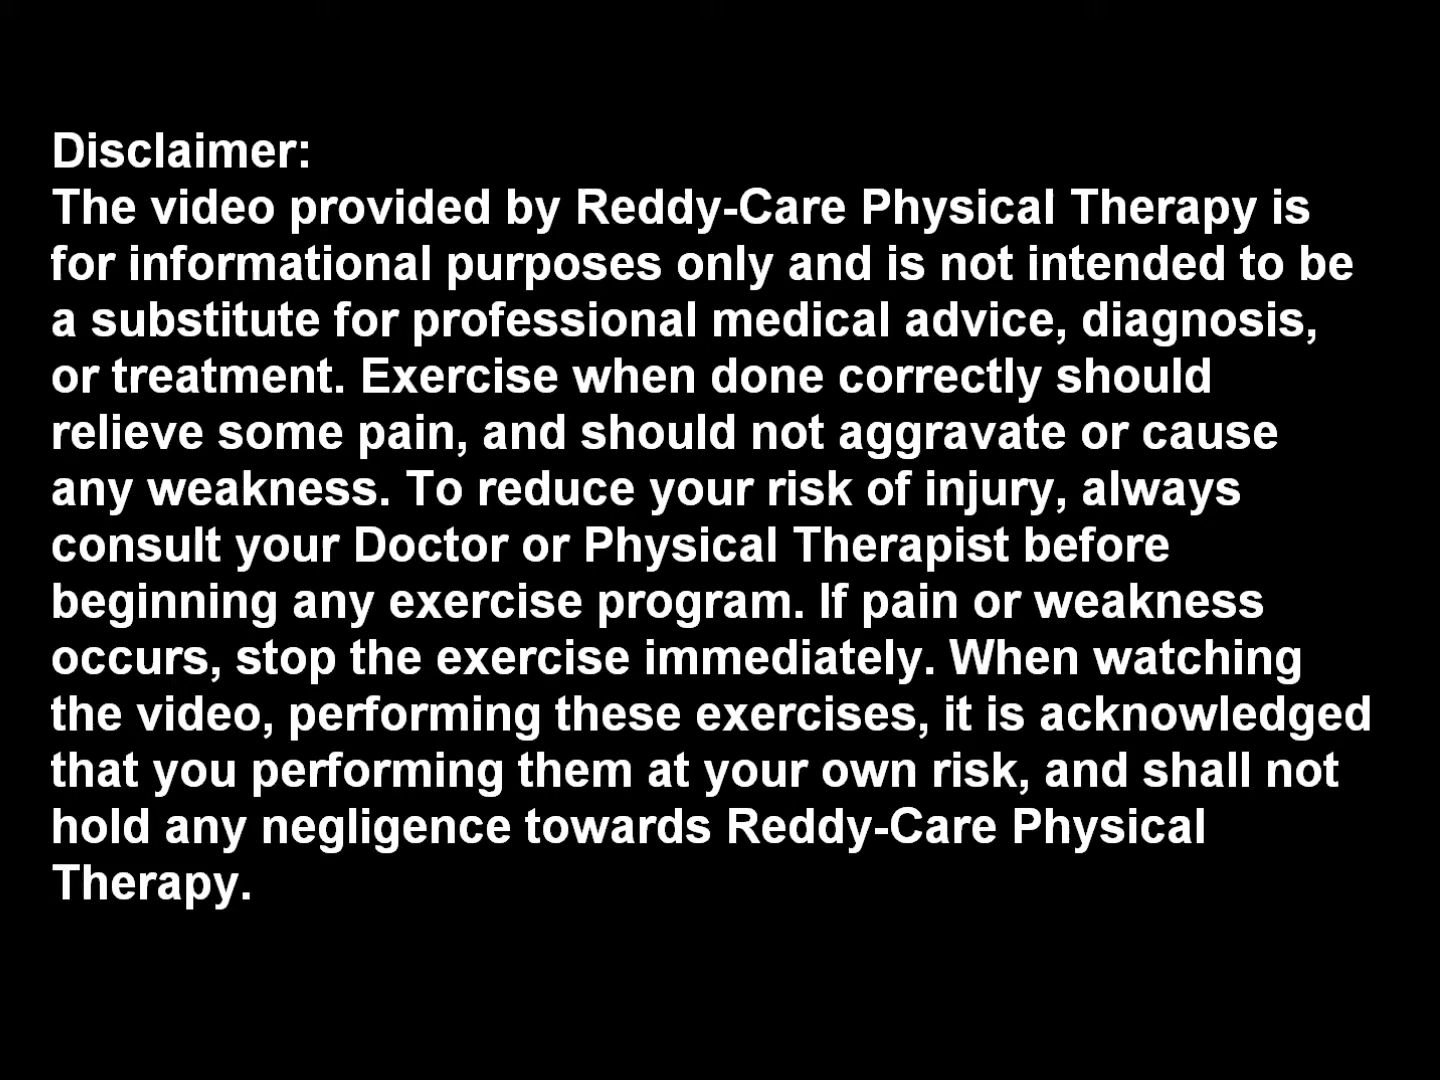 Disclaimer:
The video provided by Reddy-Care Physical Therapy is
for informational purposes only and is not intended to be
a substitute for professional medical advice, diagnosis,
or treatment. Exercise when done correctly should
relieve some pain, and should not aggravate or cause
any weakness. To reduce your risk of injury, always
consult your Doctor or Physical Therapist before
beginning any exercise program. If pain or weakness
occurs, stop the exercise immediately. When watching
the video, performing these exercises, it is acknowledged
that you performing them at your own risk, and shall not
hold any negligence towards Reddy-Care Physical
Therapy.